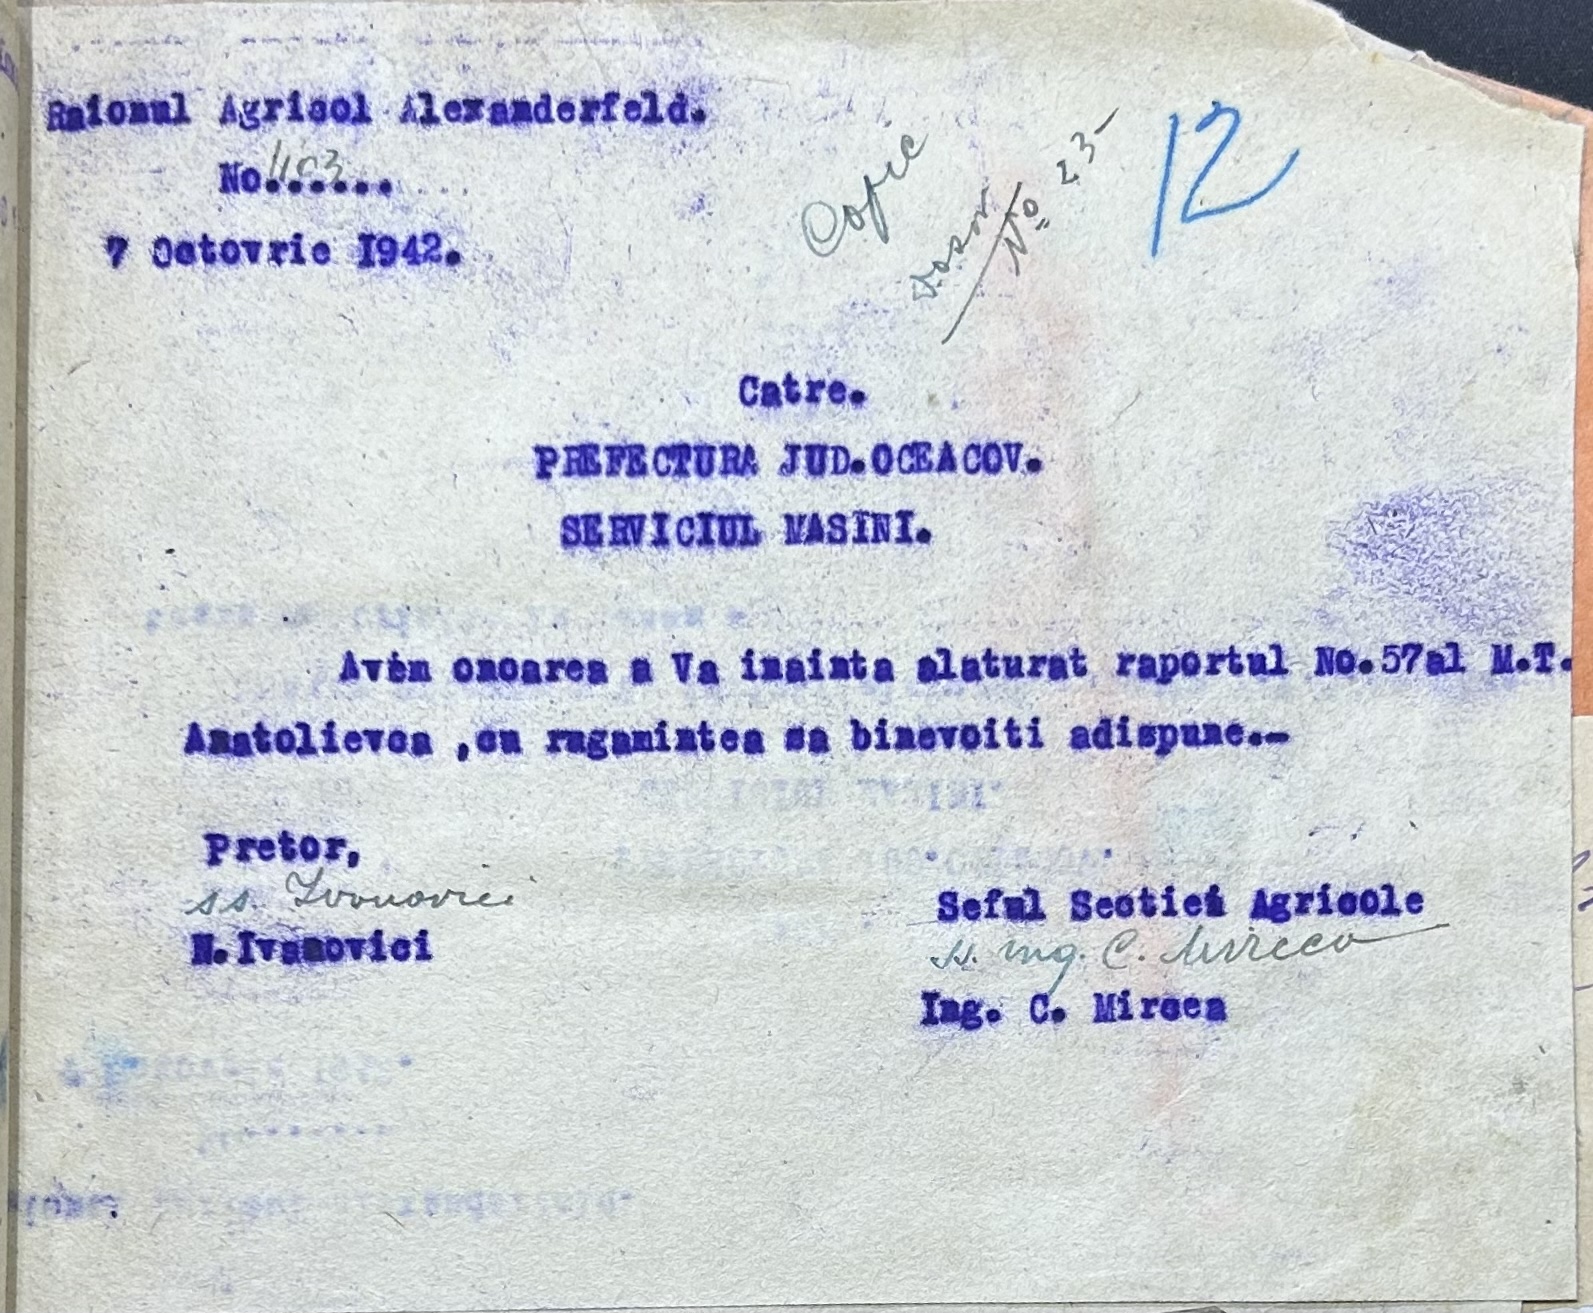 Raionul Agricol Alexanderfeld.
No.403.....
7 Octovrie 1942.
Copie
Dosar
No 23-
12
Catre.
PREFECTURA JUD.OCEACOV.
SERVICIUL MASINI.
Avem onoarea a Va inainta alaturat raportul No.57al M.T.
Anatolievca ,cu rugamintea sa binevoiti adispune.-
Pretor,
ss. Ivanovici
N.Ivanovici
Seful Sectiei Agricole
ss. ing. C. Mircea
Ing. C. Mircea